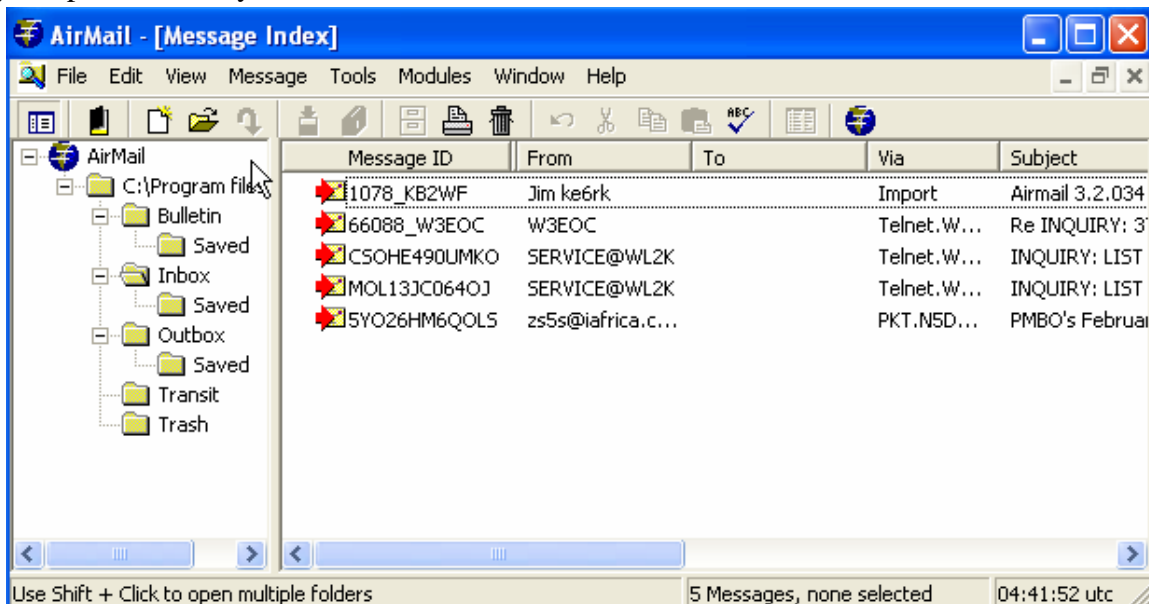 AirMail - [Message Index]
File Edit View Message Tools Modules Window Help
ABC
AirMail
C:\Program files
Bulletin
Saved
Inbox
Saved
Outbox
Saved
Transit
Trash
Message ID From To Via Subject
1078_KB2WF Jim ke6rk Import Airmail 3.2.034
66088_W3EOC W3EOC Telnet.W... Re INQUIRY: 3
CSOHE490UMKO SERVICE@WL2K Telnet.W... INQUIRY: LIST
MOL13JC064OJ SERVICE@WL2K Telnet.W... INQUIRY: LIST
5YO26HM6QOLS zs5s@iafrica.c... PKT.N5D... PMBO's Februar
Use Shift + Click to open multiple folders 5 Messages, none selected 04:41:52 utc